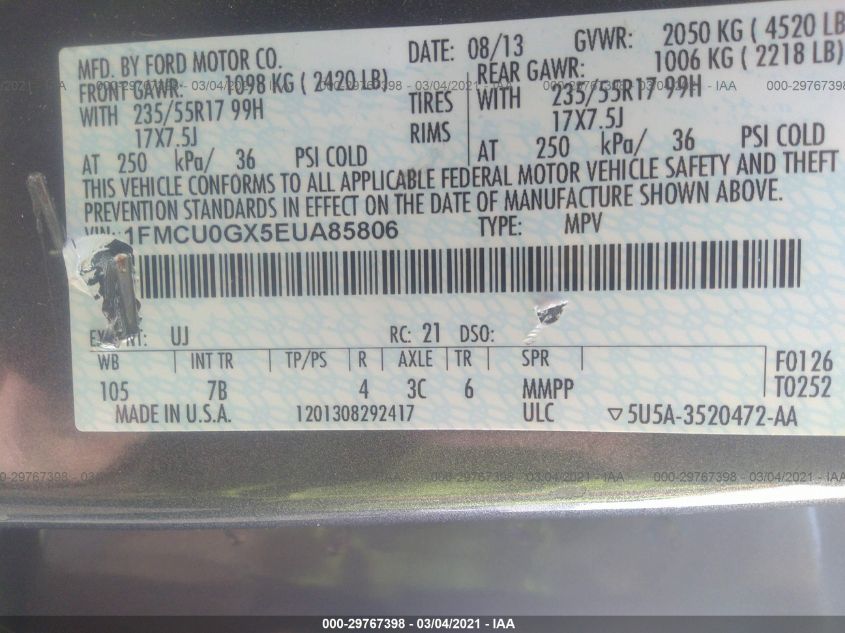 MFD. BY FORD MOTOR CO.
DATE: 08/13 GVWR: 2050 KG ( 4520 LB
FRONT GAWR: 1098 KG ( 2420 LB) REAR GAWR: 1006 KG ( 2218 LB)
WITH 235/55R17 99H TIRES WITH 235/55R17 99H
17X7.5J RIMS 17X7.5J
AT 250 kPa/ 36 PSI COLD AT 250 kPa/ 36 PSI COLD
THIS VEHICLE CONFORMS TO ALL APPLICABLE FEDERAL MOTOR VEHICLE SAFETY AND THEFT
PREVENTION STANDARDS IN EFFECT ON THE DATE OF MANUFACTURE SHOWN ABOVE.
VIN: 1FMCU0GX5EUA85806 TYPE: MPV
UJ RC: 21 DSO:
WB INT TR TP/PS R AXLE TR SPR F0126
105 7B 4 3C 6 MMPP T0252
MADE IN U.S.A. 1201308292417 ULC ▽5U5A-3520472-AA
000-29767398 - 03/04/2021 - IAA